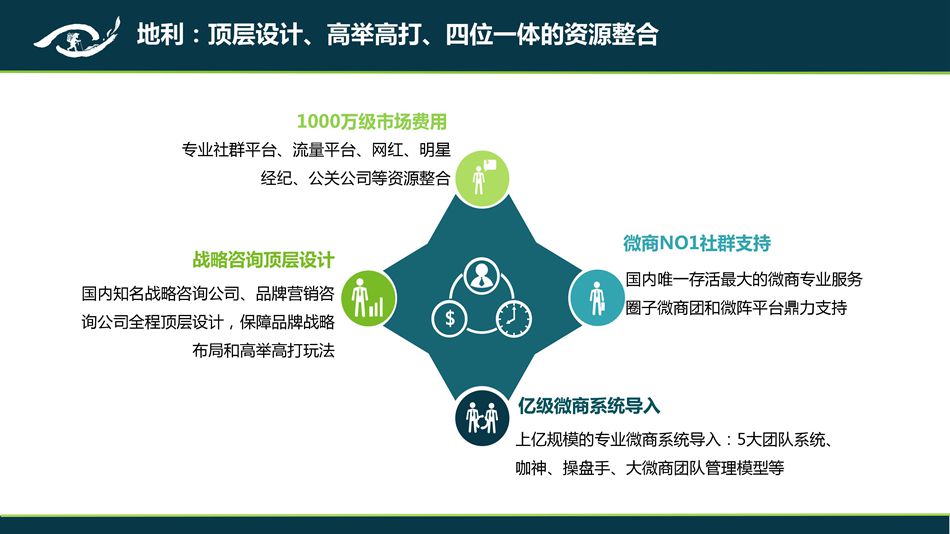 地利：顶层设计、高举高打、四位一体的资源整合
1000万级市场费用
专业社群平台、流量平台、网红、明星
经纪、公关公司等资源整合
战略咨询顶层设计
国内知名战略咨询公司、品牌营销咨
询公司全程顶层设计，保障品牌战略
布局和高举高打玩法
微商NO1社群支持
国内唯一存活最大的微商专业服务
圈子微商团和微阵平台鼎力支持
$
亿级微商系统导入
上亿规模的专业微商系统导入：5大团队系统、
咖神、操盘手、大微商团队管理模型等